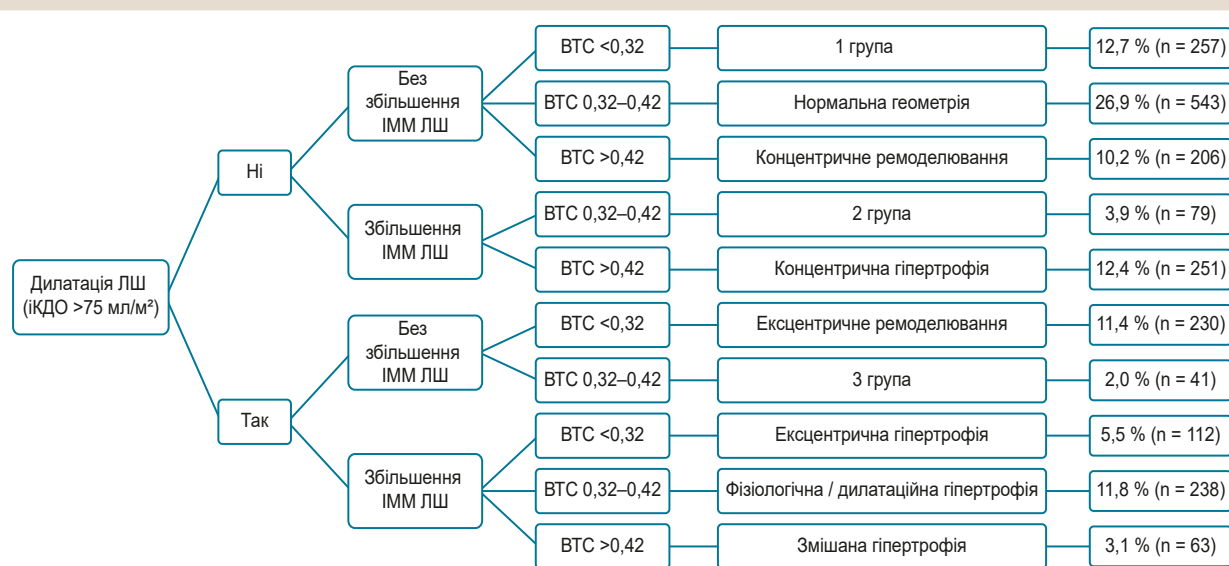 Дилатація ЛШ
(іКДО >75 мл/м²)
Ні
Без
збільшення
ІММ ЛШ
ВТС <0,32
1 група
12,7 % (n = 257)
ВТС 0,32–0,42
Нормальна геометрія
26,9 % (n = 543)
ВТС >0,42
Концентричне ремоделювання
10,2 % (n = 206)
Збільшення
ІММ ЛШ
ВТС 0,32–0,42
2 група
3,9 % (n = 79)
ВТС >0,42
Концентрична гіпертрофія
12,4 % (n = 251)
Так
Без
збільшення
ІММ ЛШ
ВТС <0,32
Ексцентричне ремоделювання
11,4 % (n = 230)
ВТС 0,32–0,42
3 група
2,0 % (n = 41)
Збільшення
ІММ ЛШ
ВТС <0,32
Ексцентрична гіпертрофія
5,5 % (n = 112)
ВТС 0,32–0,42
Фізіологічна / дилатаційна гіпертрофія
11,8 % (n = 238)
ВТС >0,42
Змішана гіпертрофія
3,1 % (n = 63)